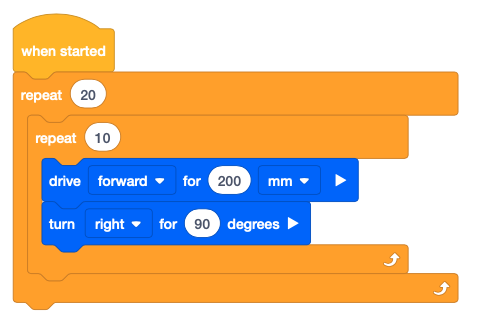 when started
repeat 20
repeat 10
drive forward for 200 mm
turn right for 90 degrees